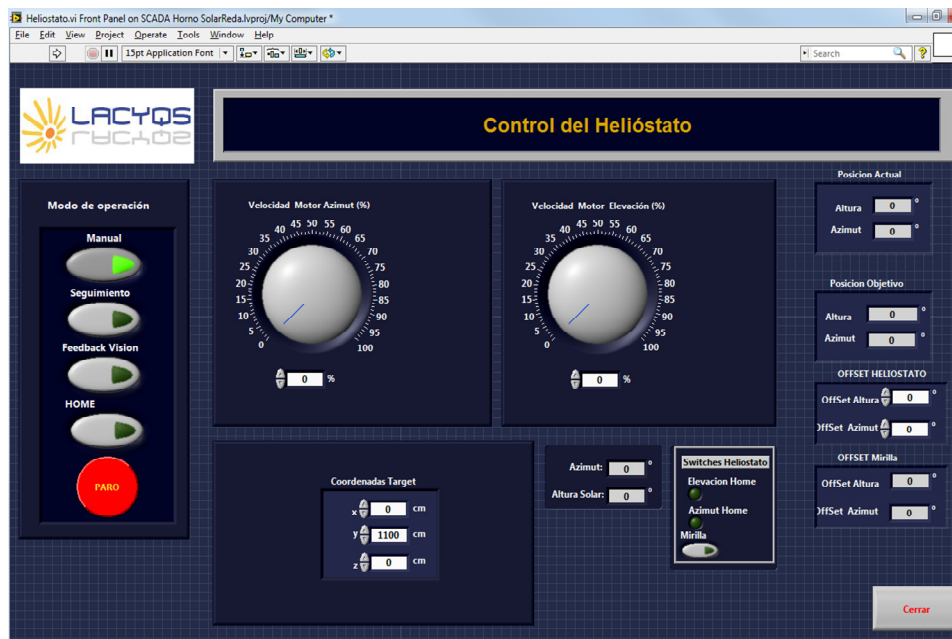 Heliostato.vi Front Panel on SCADA Horno SolarReda.lvproj/My Computer *
File Edit View Project Operate Tools Window Help
15pt Application Font
Search
LACYQS
Control del Helióstato
Modo de operación
Manual
Seguimiento
Feedback Vision
HOME
PARO
Velocidad Motor Azimut (%)
0 5 10 15 20 25 30 35 40 45 50 55 60 65 70 75 80 85 90 95 100
0 %
Velocidad Motor Elevación (%)
0 5 10 15 20 25 30 35 40 45 50 55 60 65 70 75 80 85 90 95 100
0 %
Posicion Actual
Altura 0 °
Azimut 0 °
Posicion Objetivo
Altura 0 °
Azimut 0 °
OFFSET HELIOSTATO
OffSet Altura 0 °
OffSet Azimut 0 °
OFFSET Mirilla
OffSet Altura 0 °
OffSet Azimut 0 °
Coordenadas Target
x 0 cm
y 1100 cm
z 0 cm
Azimut: 0 °
Altura Solar: 0 °
Switches Heliostato
Elevacion Home
Azimut Home
Mirilla
Cerrar